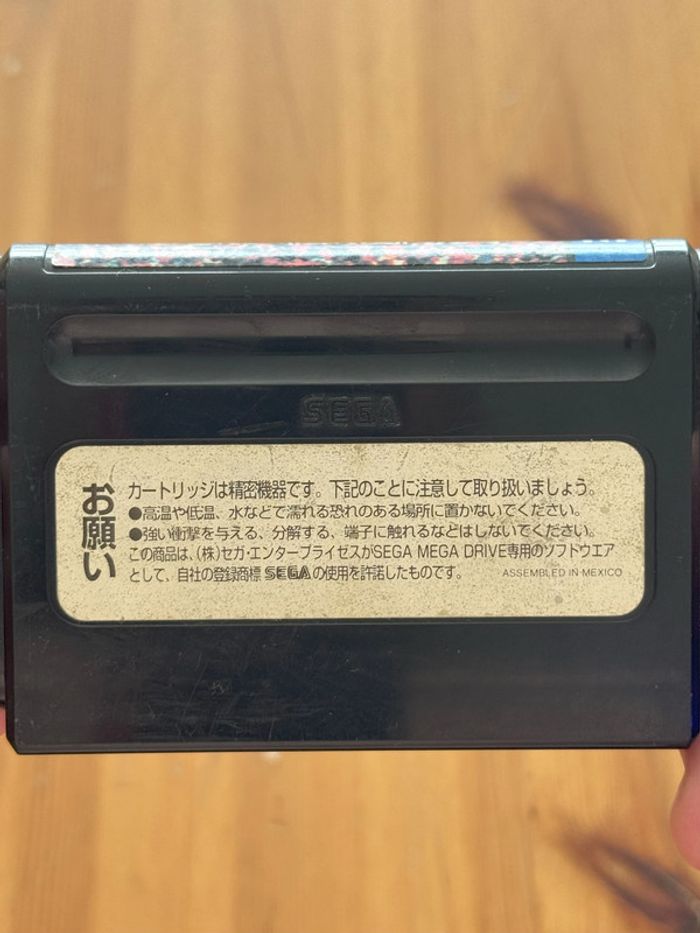 SEGA
お願い
カートリッジは精密機器です。下記のことに注意して取り扱いましょう。
●高温や低温、水などで濡れる恐れのある場所に置かないでください。
●強い衝撃を与える、分解する、端子に触れるなどはしないでください。
この商品は、(株)セガ・エンタープライゼスがSEGA MEGA DRIVE専用のソフトウエア
として、自社の登録商標 SEGA の使用を許諾したものです。
ASSEMBLED IN MEXICO